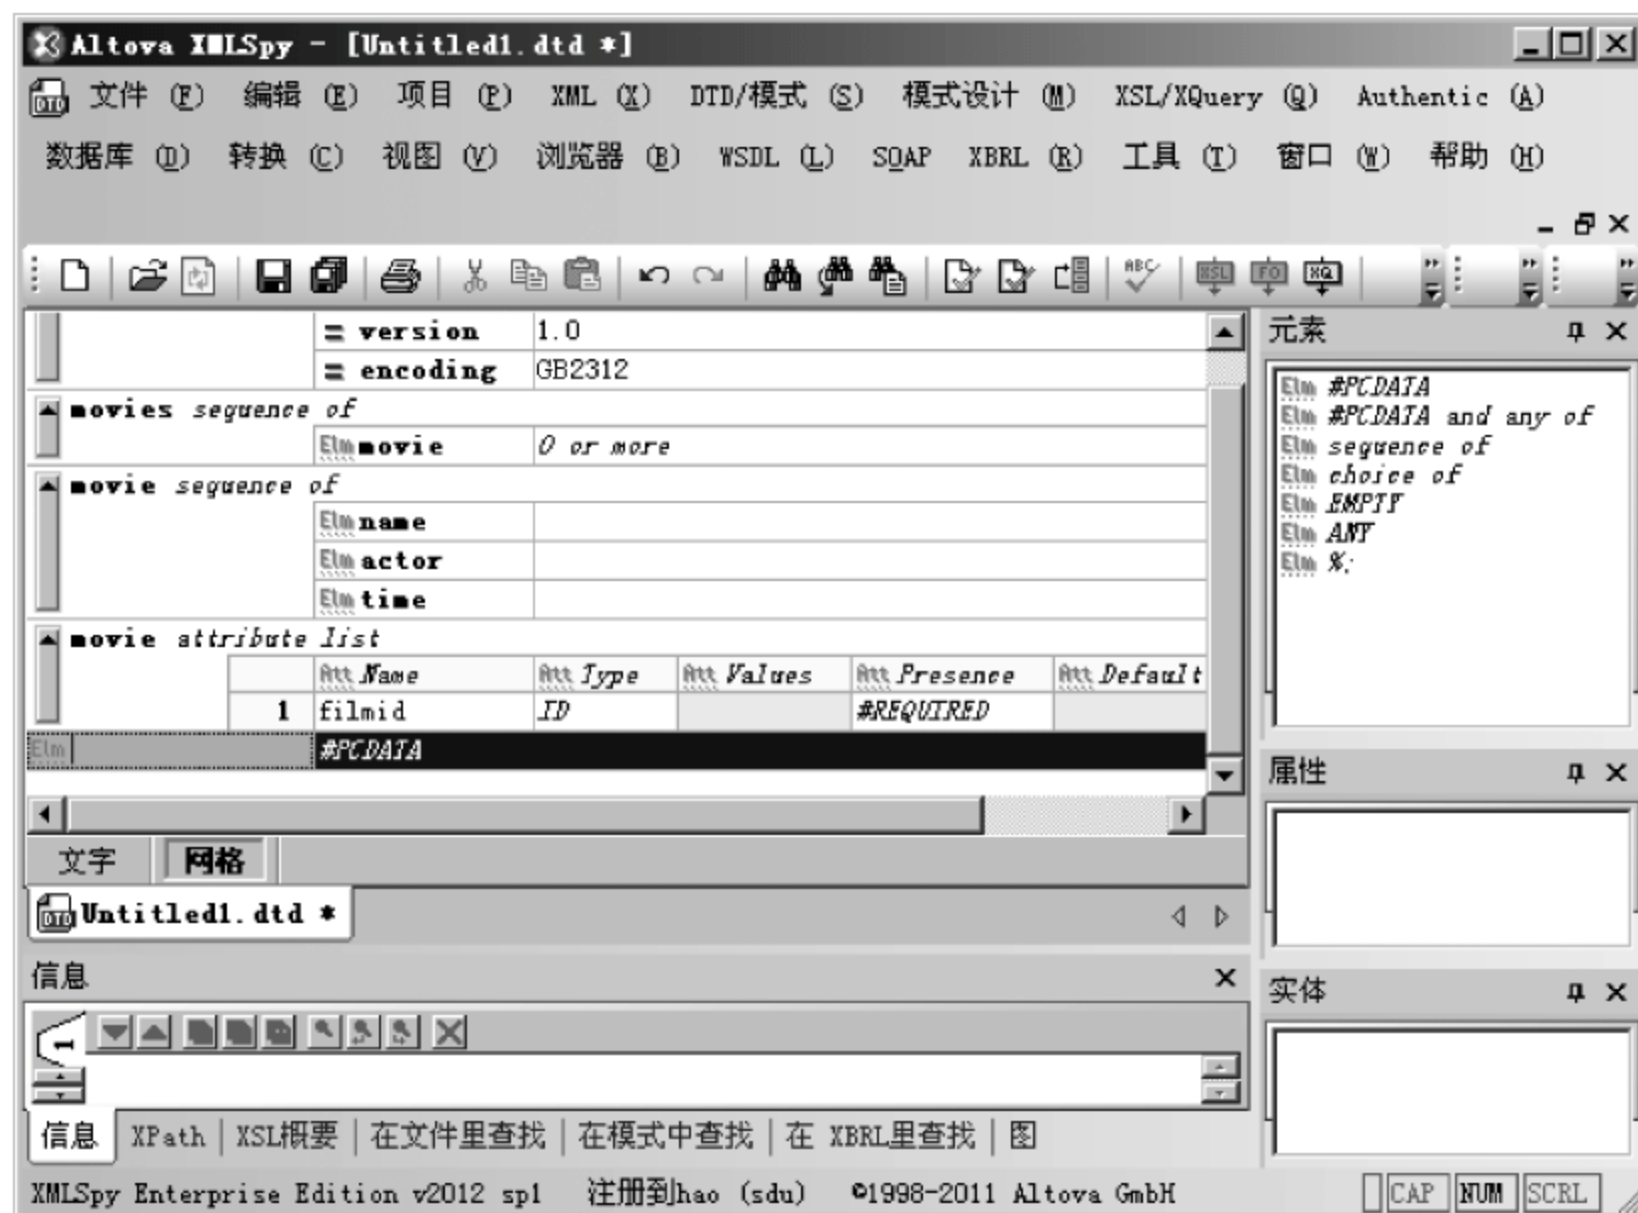 Altova XMLSpy - [Untitled1.dtd *]
文件 (F) 编辑 (E) 项目 (P) XML (X) DTD/模式 (S) 模式设计 (M) XSL/XQuery (Q) Authentic (A)
数据库 (D) 转换 (C) 视图 (V) 浏览器 (B) WSDL (L) SOAP XBRL (R) 工具 (T) 窗口 (W) 帮助 (H)
ABC XSL FO XQ
= version 1.0
= encoding GB2312
movies sequence of
Elm movie 0 or more
movie sequence of
Elm name
Elm actor
Elm time
movie attribute list
Att Name Att Type Att Values Att Presence Att Default
1 filmid ID #REQUIRED
Elm #PCDATA
文字 网格
DTD Untitled1.dtd *
元素
Elm #PCDATA
Elm #PCDATA and any of
Elm sequence of
Elm choice of
Elm EMPTY
Elm ANY
Elm %;
属性
实体
信息
1
信息 XPath XSL概要 在文件里查找 在模式中查找 在 XBRL里查找 图
XMLSpy Enterprise Edition v2012 sp1 注册到hao (sdu) ©1998-2011 Altova GmbH CAP NUM SCRL